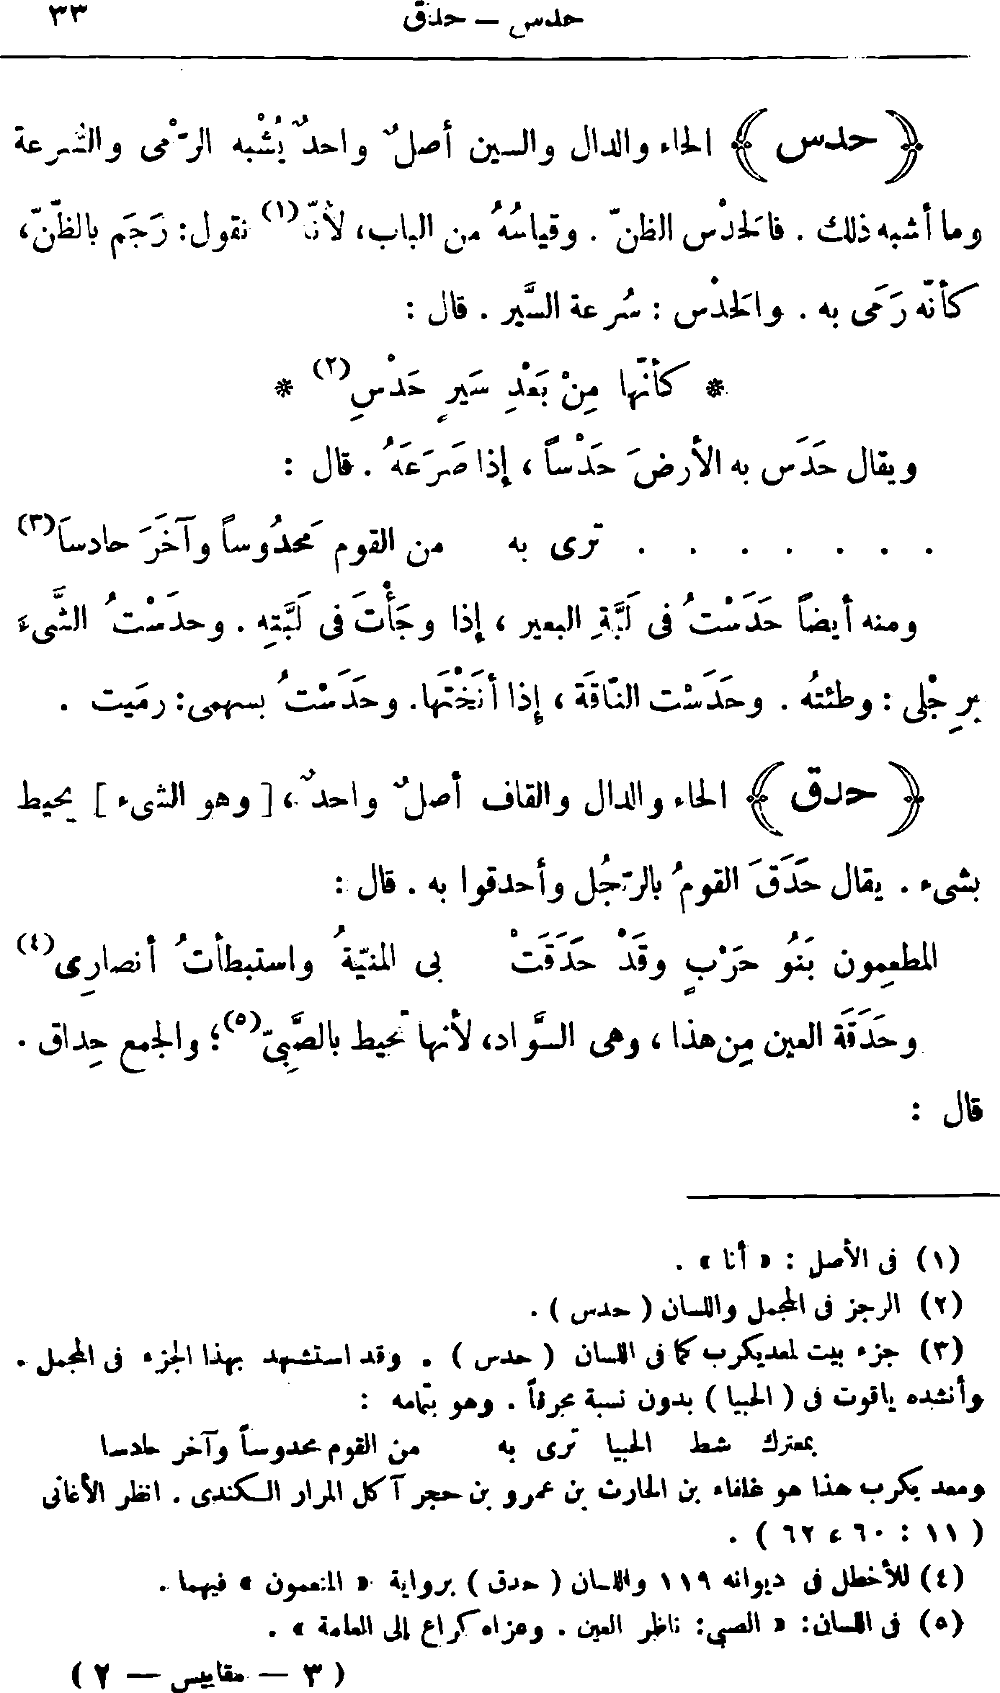 حدس — حدق ٣٣
﴿ حدس ﴾ الحاء والدال والسين أصلٌ واحدٌ يُشْبه الرّمْى والسُّرعة
وما أشبه ذلك . فالحَدْس الظنّ . وقياسُهُ من الباب، لأنّا(١) نقول: رَجَم بالظّنّ،
كأنّه رَمَى به . والحَدْس : سُرعة السَّير . قال :
* كأنّها مِنْ بَعْدِ سَيرٍ حَدْسِ(٢) *
ويقال حَدَس به الأرضَ حَدْساً ، إذا صَرَعَهُ . قال :
. . . . . . . ترى به من القوم مَحدُوساً وآخَرَ حادسَا(٣)
ومنه أيضاً حَدَسْتُ فى لَبَّةِ البعير ، إذا وجَأْتَ فى لَبَّتهِ . وحدَسْتُ الشَّىءَ
برِجْلى : وطئتُه . وحَدَسْت النّاقَة ، إذا أنَخْتَها. وحَدَسْتُ بسهمى: رمَيت .
﴿ حدق ﴾ الحاء والدال والقاف أصلٌ واحدٌ، [ وهو الشىء ] يحيط
بشىء . يقال حَدَقَ القومُ بالرّجُل وأحدقوا به . قال :
المطعِمون بَنُو حَرْبٍ وقَدْ حَدَقَتْ بى المنيّةُ واستبطأتُ أنصارِى(٤)
وحَدَقَة العين مِن هذا ، وهى السَّواد، لأنها تُحيط بالصَّبِىّ(٥)؛ والجمع حِداق .
قال :
(١) فى الأصل : « أنا » .
(٢) الرجز فى المجمل واللسان ( حدس ) .
(٣) جزء بيت لمعديكرب كما فى اللسان ( حدس ) . وقد استشهد بهذا الجزء فى المجمل .
وأنشده ياقوت فى ( الحبيا ) بدون نسبة محرفاً . وهو بتمامه :
بمعترك شط الحبيا ترى به من القوم محدوساً وآخر حادسا
ومعد يكرب هذا هو غلفاء بن الحارث بن عمرو بن حجر آكل المرار الكندى . انظر الأغانى
( ١١ : ٦٠ ، ٦٢ ) .
(٤) للأخطل فى ديوانه ١١٩ واللسان ( حدق ) برواية « المنعمون » فيهما .
(٥) فى اللسان: « الصبى: ناظر العين . وعزاه كراع إلى العامة » .
( ٣ — مقاييس — ٢ )